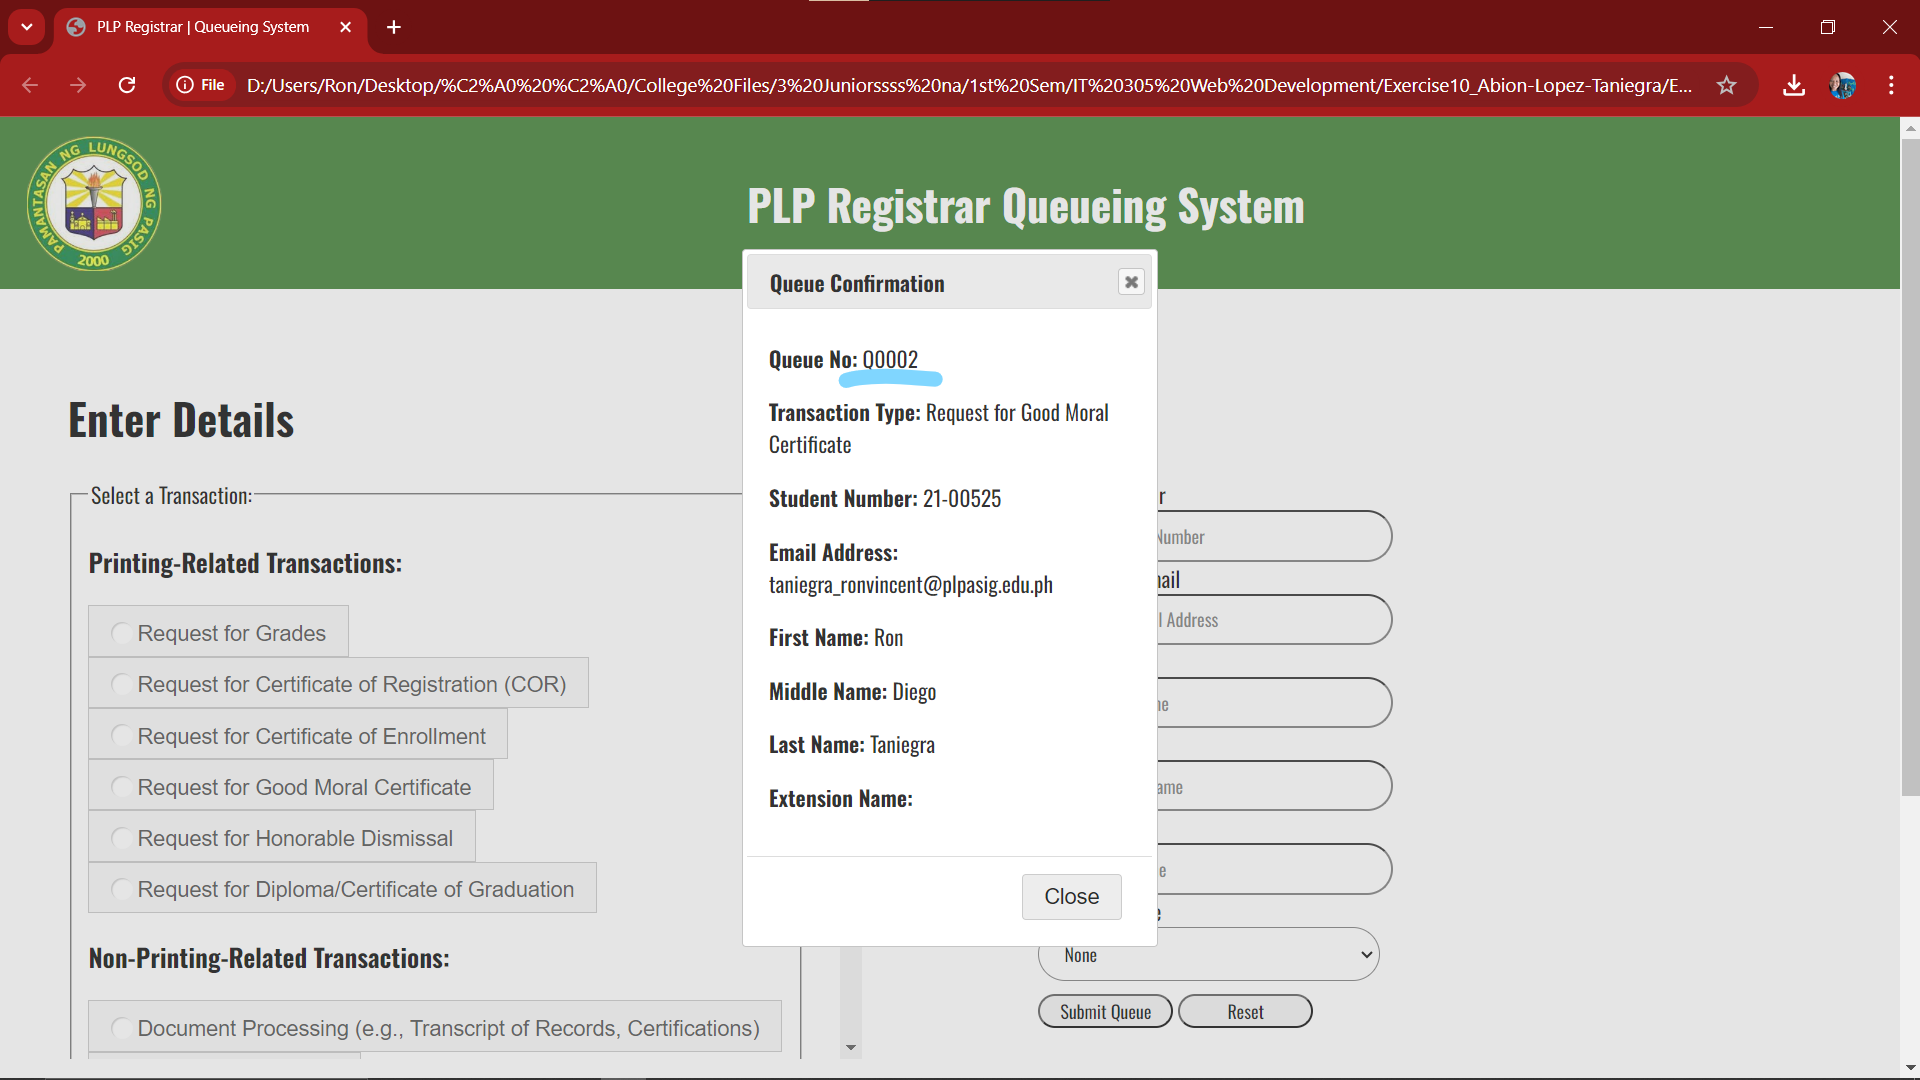 PLP Registrar | Queueing System
File
D:/Users/Ron/Desktop/%C2%A0%20%C2%A0/College%20Files/3%20Juniorssss%20na/1st%20Sem/IT%20305%20Web%20Development/Exercise10_Abion-Lopez-Taniegra/E...
PAMANTASAN NG LUNGSOD NG PASIG
2000
PLP Registrar Queueing System
Queue Confirmation
Queue No: Q0002
Transaction Type: Request for Good Moral
Certificate
Student Number: 21-00525
Email Address:
taniegra_ronvincent@plpasig.edu.ph
First Name: Ron
Middle Name: Diego
Last Name: Taniegra
Extension Name:
Close
Enter Details
Select a Transaction:
Printing-Related Transactions:
Request for Grades
Request for Certificate of Registration (COR)
Request for Certificate of Enrollment
Request for Good Moral Certificate
Request for Honorable Dismissal
Request for Diploma/Certificate of Graduation
Non-Printing-Related Transactions:
Document Processing (e.g., Transcript of Records, Certifications)
r
Number
ail
l Address
e
ame
e
e
None
Submit Queue
Reset